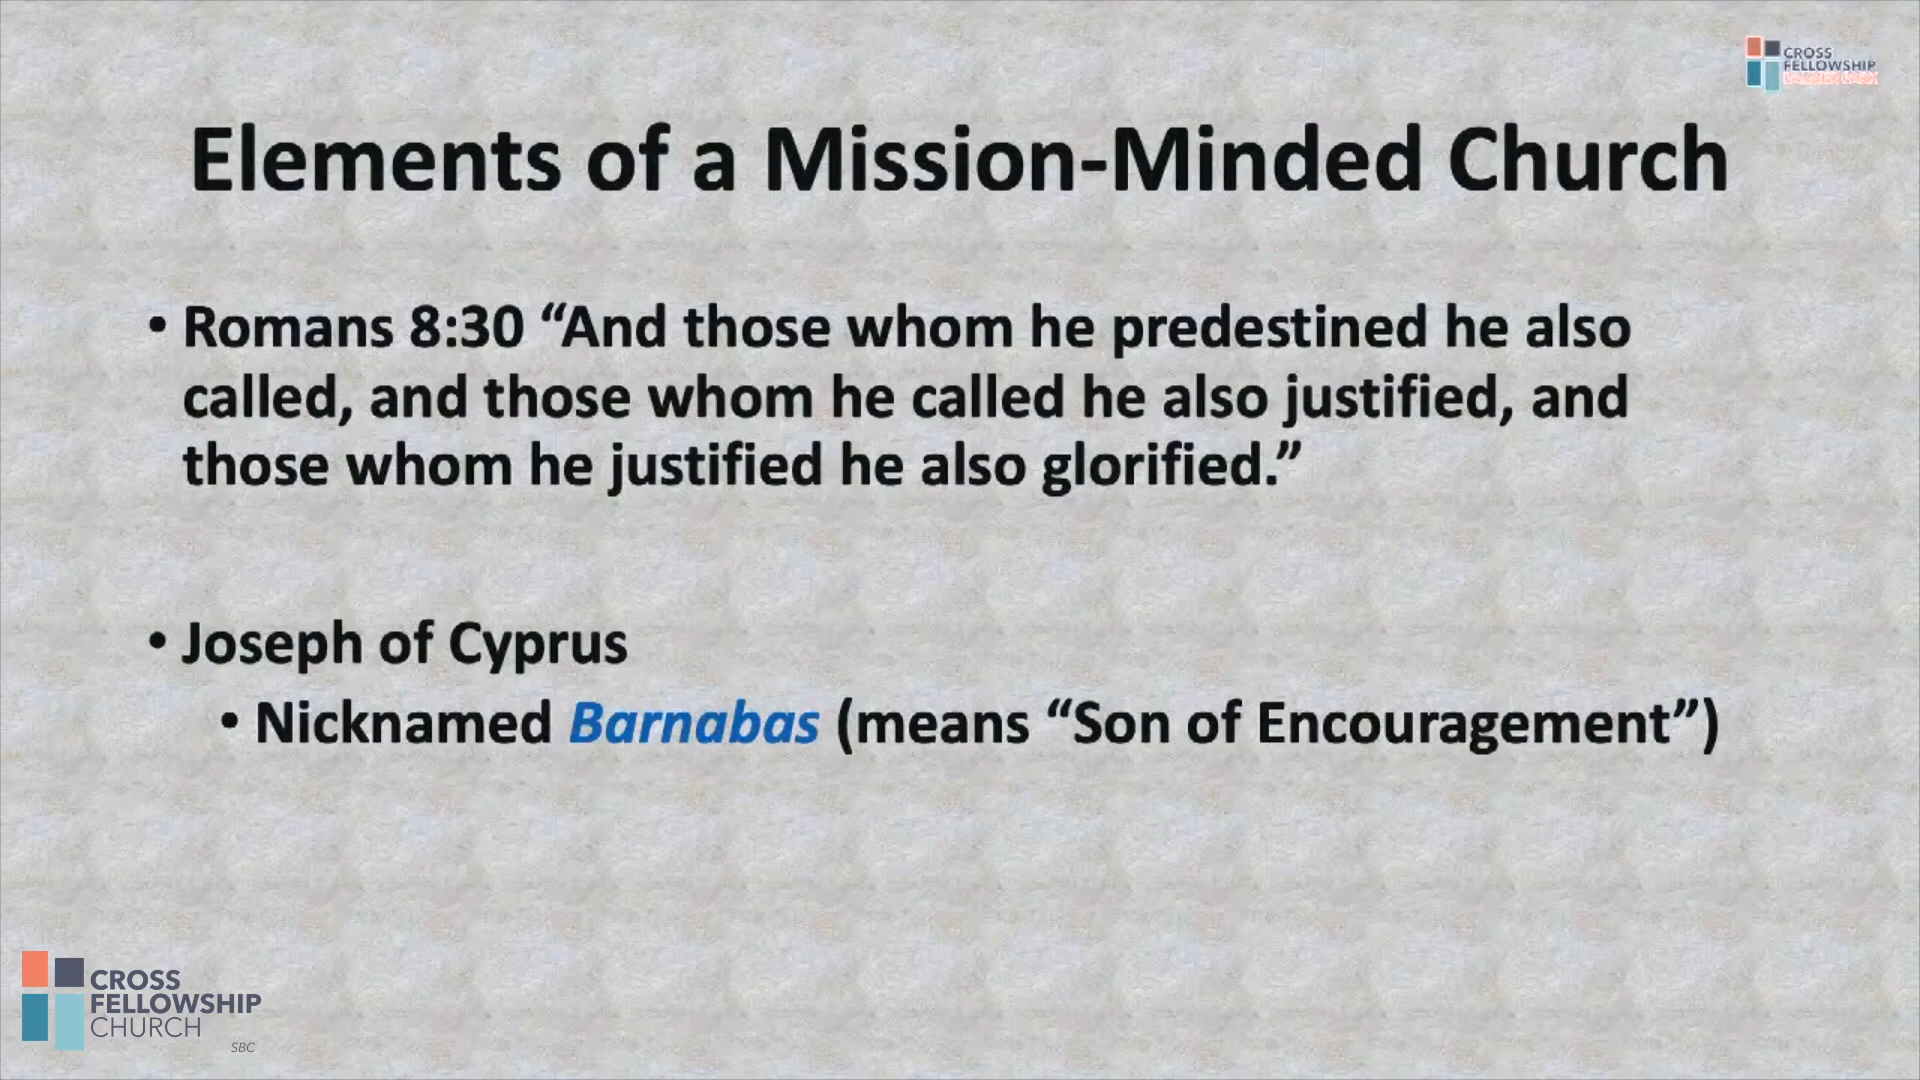 CROSS
FELLOWSHIP
Elements of a Mission-Minded Church
• Romans 8:30 “And those whom he predestined he also
called, and those whom he called he also justified, and
those whom he justified he also glorified.”
• Joseph of Cyprus
• Nicknamed Barnabas (means “Son of Encouragement”)
CROSS
FELLOWSHIP
CHURCH
SBC